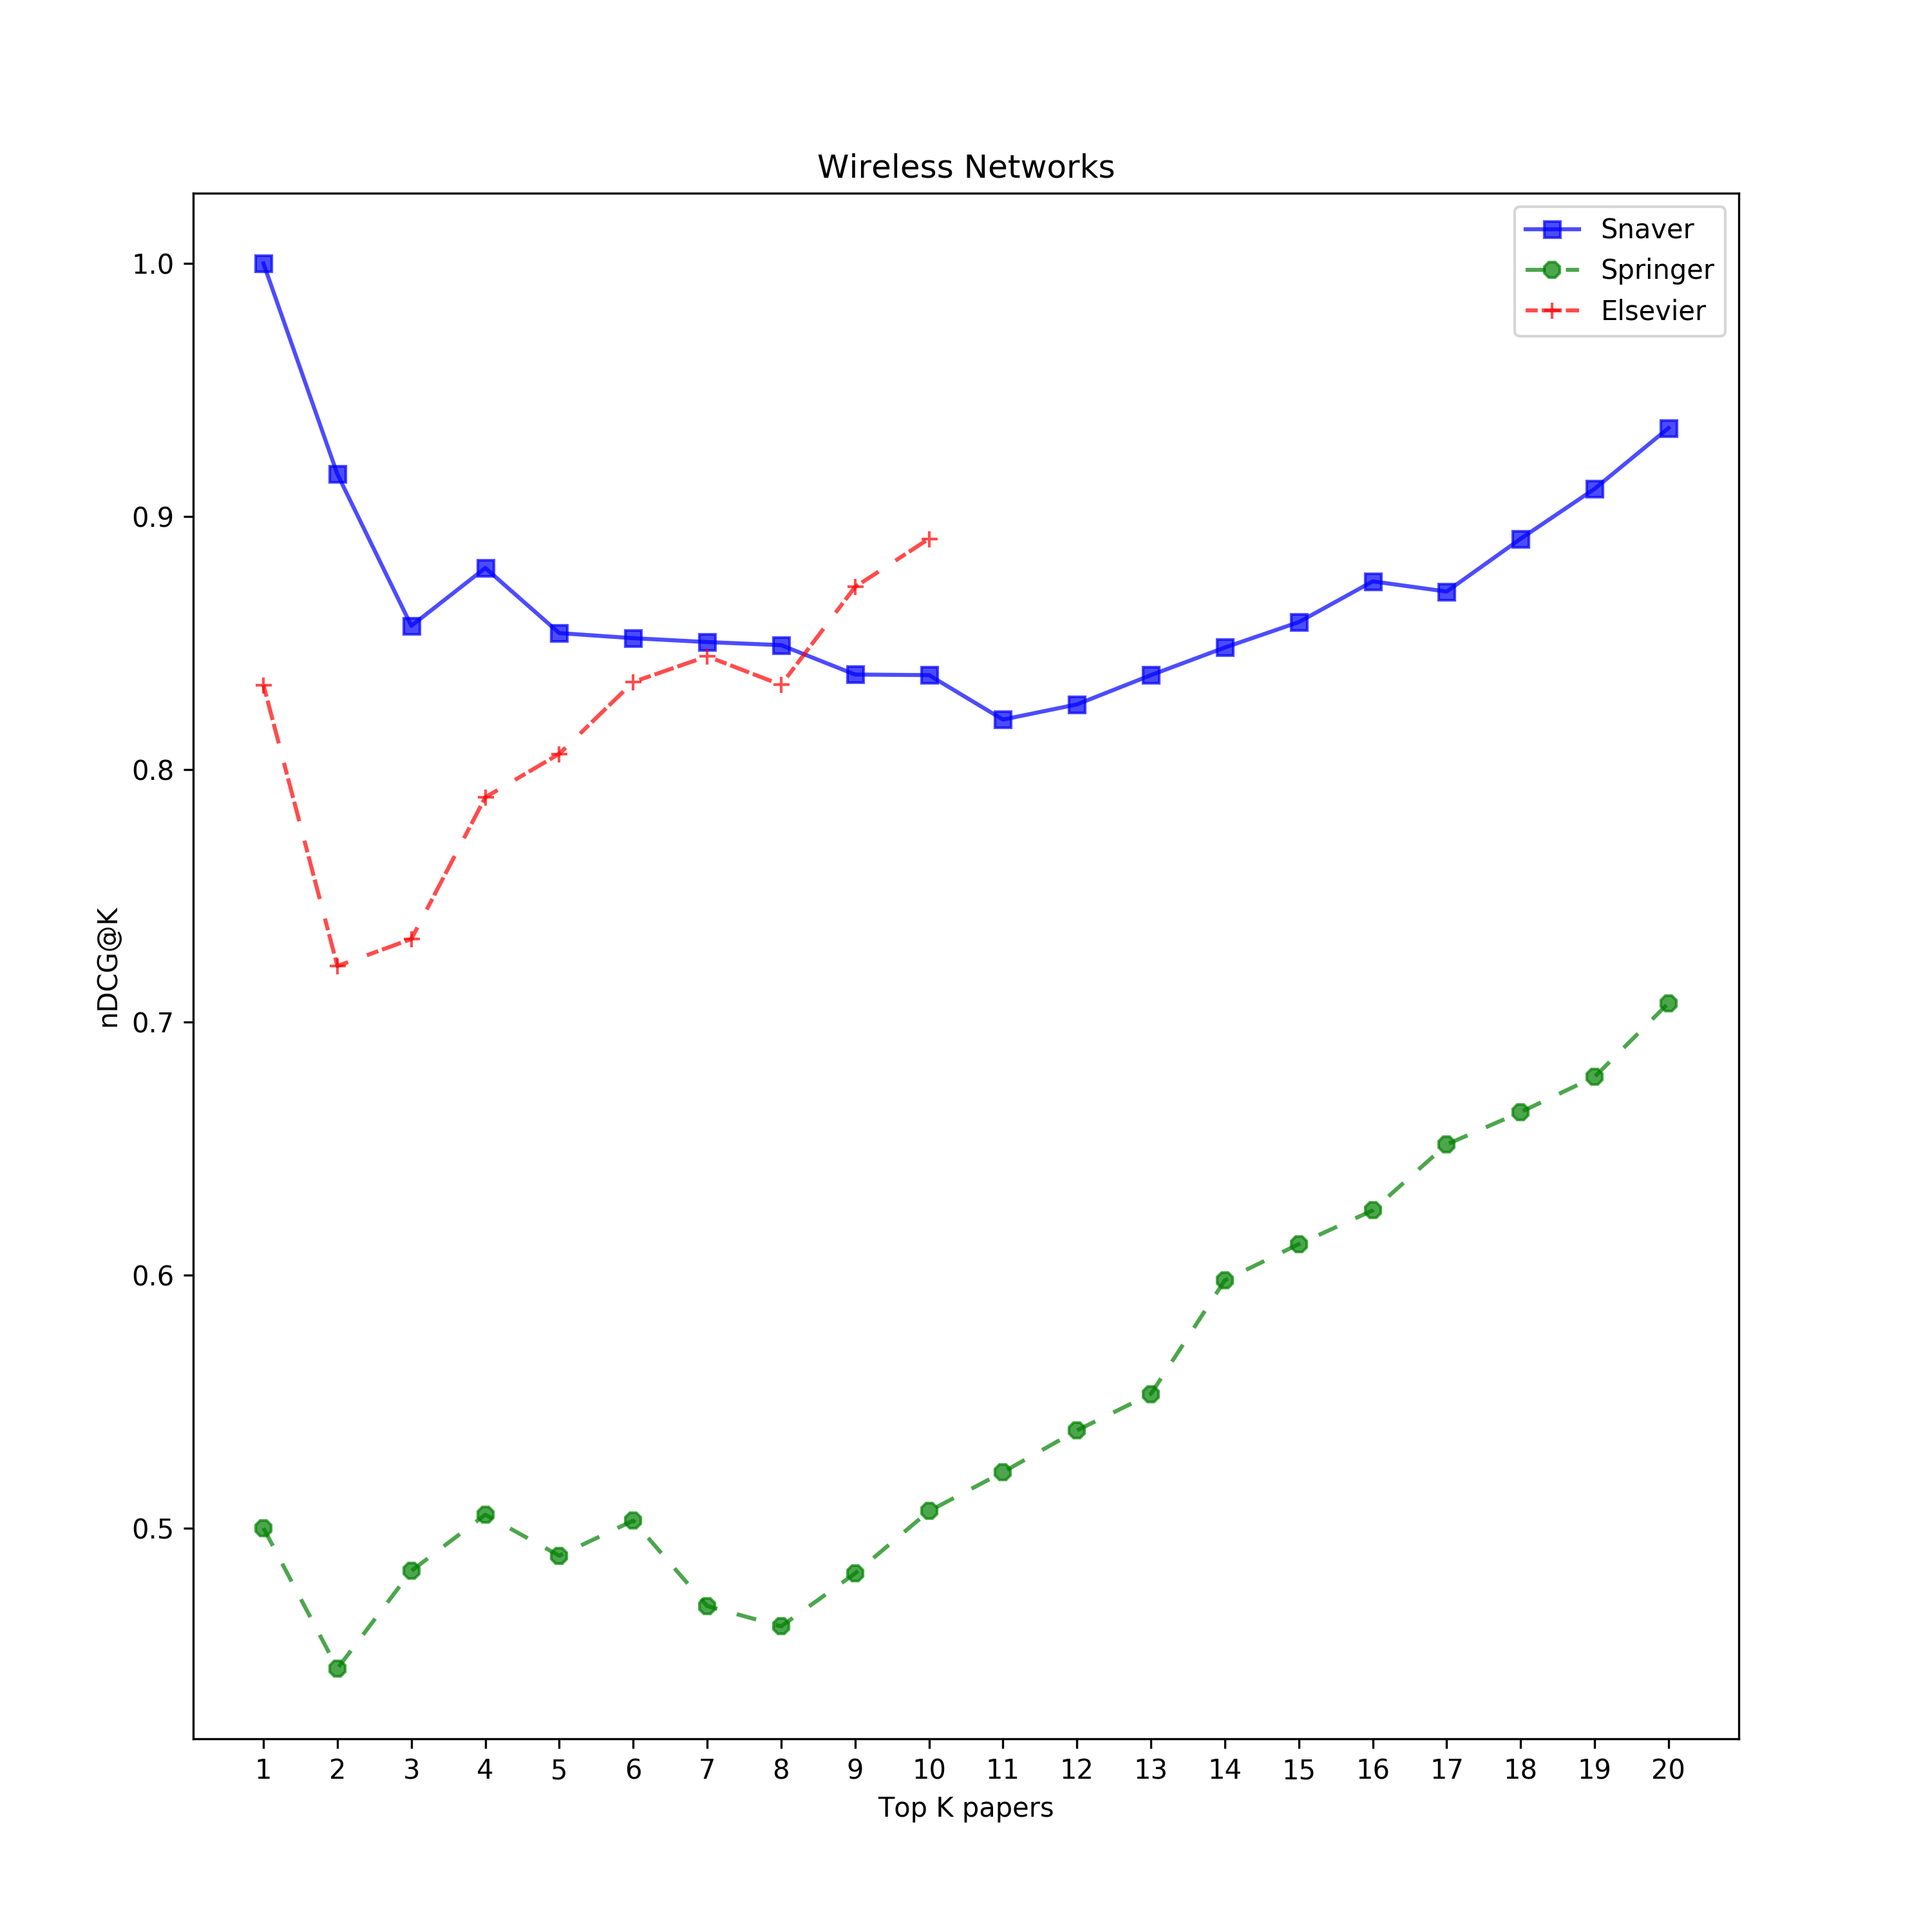 Wireless Networks
Snaver
Springer
Elsevier
1.0
0.9
0.8
0.7
0.6
0.5
nDCG@K
1 2 3 4 5 6 7 8 9 10 11 12 13 14 15 16 17 18 19 20
Top K papers